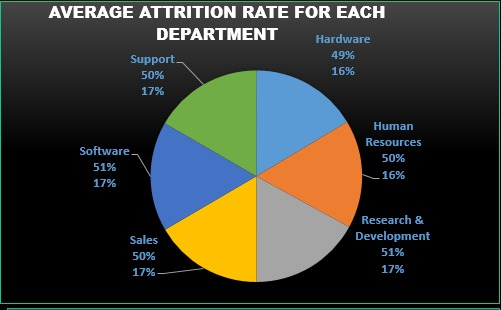 AVERAGE ATTRITION RATE FOR EACH
DEPARTMENT
Hardware
49%
16%
Human
Resources
50%
16%
Research &
Development
51%
17%
Sales
50%
17%
Software
51%
17%
Support
50%
17%